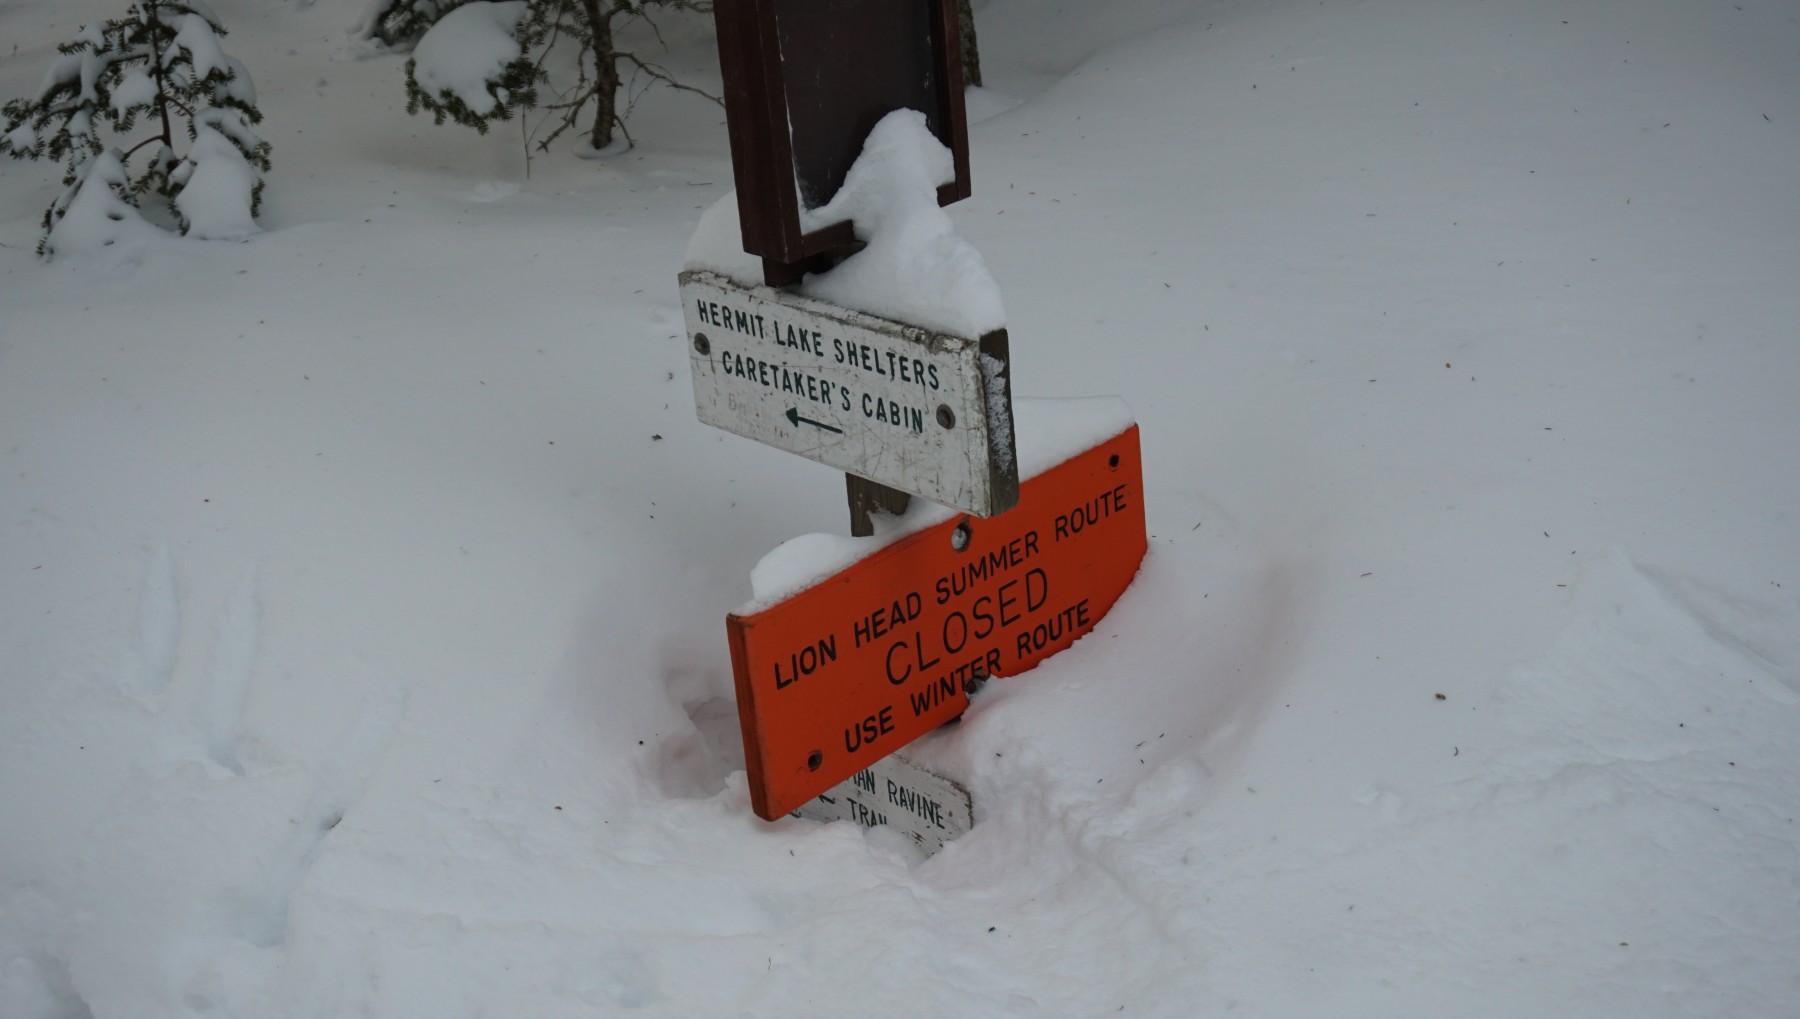 HERMIT LAKE SHELTERS
CARETAKER'S CABIN
LION HEAD SUMMER ROUTE
CLOSED
USE WINTER ROUTE
RAVINE